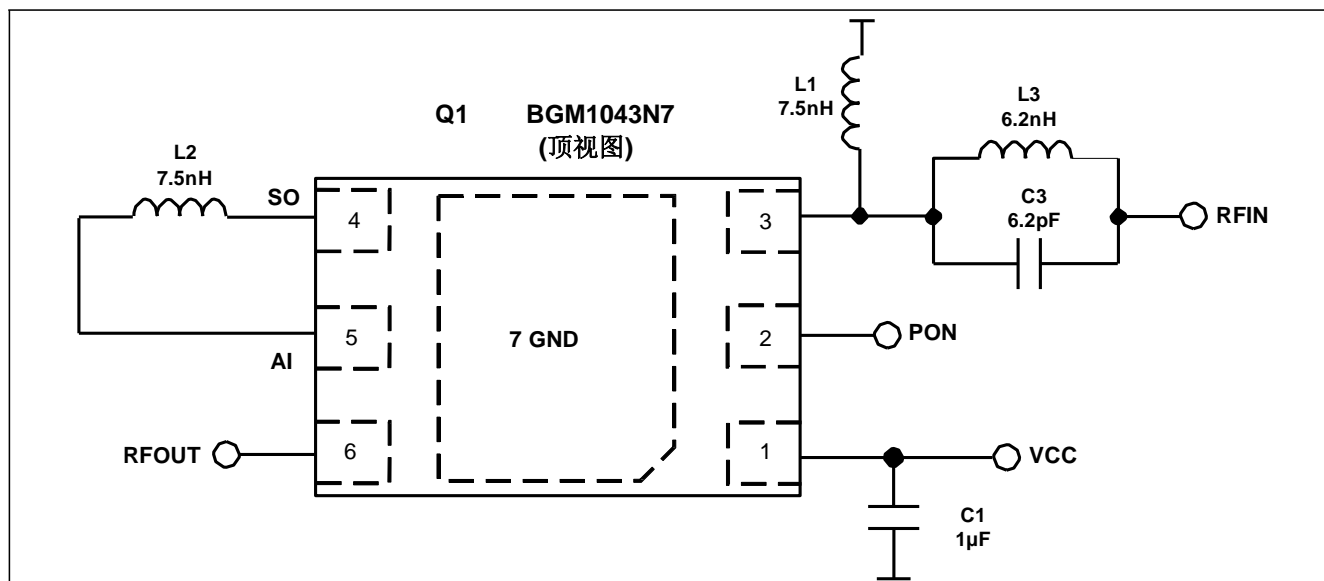 Q1 BGM1043N7
(顶视图)
L1
7.5nH
L3
6.2nH
L2
7.5nH
SO
4
3
C3
6.2pF
RFIN
7 GND
5
AI
2
PON
RFOUT
6
1
VCC
C1
1µF